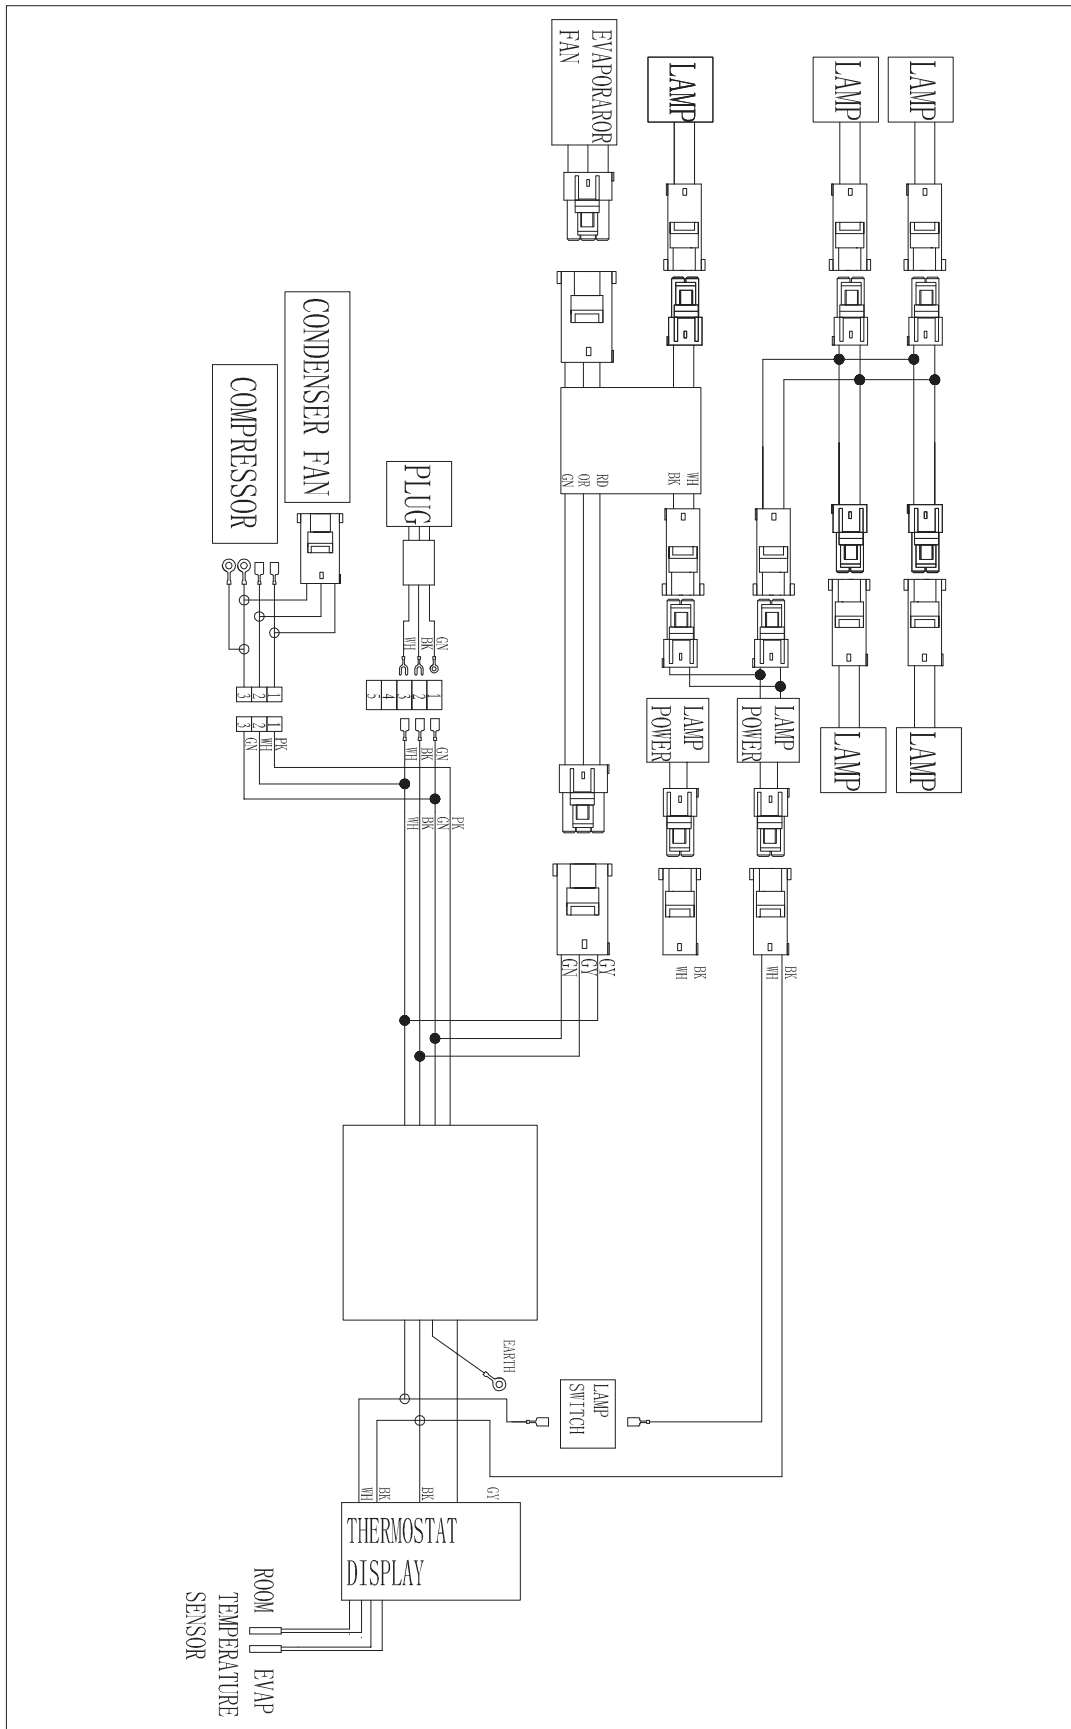 EVAPORAROR
FAN
LAMP
LAMP
LAMP
CONDENSER FAN
COMPRESSOR
PLUG
RD
OR
GN
WH
BK
GN
BK
WH
1
2
3
4
5
1
2
3
1
2
3
PK
WH
GN
GN
BK
WH
PK
GN
BK
WH
LAMP
POWER
LAMP
POWER
LAMP
LAMP
GY
GY
GN
BK
WH
BK
WH
EARTH
LAMP
SWITCH
GY
BK
BK
WH
THERMOSTAT
DISPLAY
ROOM EVAP
TEMPERATURE
SENSOR